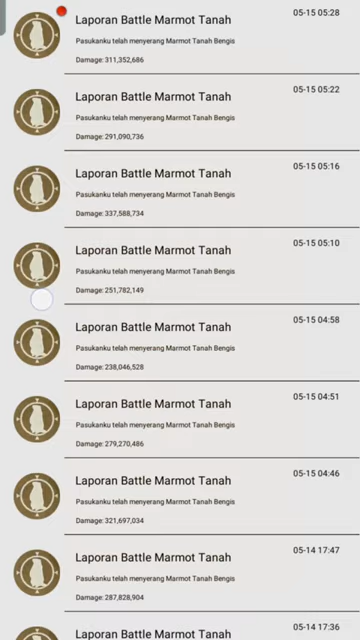 Laporan Battle Marmot Tanah
05-15 05:28
Pasukanku telah menyerang Marmot Tanah Bengis
Damage: 311,352,686
Laporan Battle Marmot Tanah
05-15 05:22
Pasukanku telah menyerang Marmot Tanah Bengis
Damage: 291,090,736
Laporan Battle Marmot Tanah
05-15 05:16
Pasukanku telah menyerang Marmot Tanah Bengis
Damage: 337,588,734
Laporan Battle Marmot Tanah
05-15 05:10
Pasukanku telah menyerang Marmot Tanah Bengis
Damage: 251,782,149
Laporan Battle Marmot Tanah
05-15 04:58
Pasukanku telah menyerang Marmot Tanah Bengis
Damage: 238,046,528
Laporan Battle Marmot Tanah
05-15 04:51
Pasukanku telah menyerang Marmot Tanah Bengis
Damage: 279,270,486
Laporan Battle Marmot Tanah
05-15 04:46
Pasukanku telah menyerang Marmot Tanah Bengis
Damage: 321,697,034
Laporan Battle Marmot Tanah
05-14 17:47
Pasukanku telah menyerang Marmot Tanah Bengis
Damage: 287,828,904
Laporan Battle Marmot Tanah
05-14 17:36